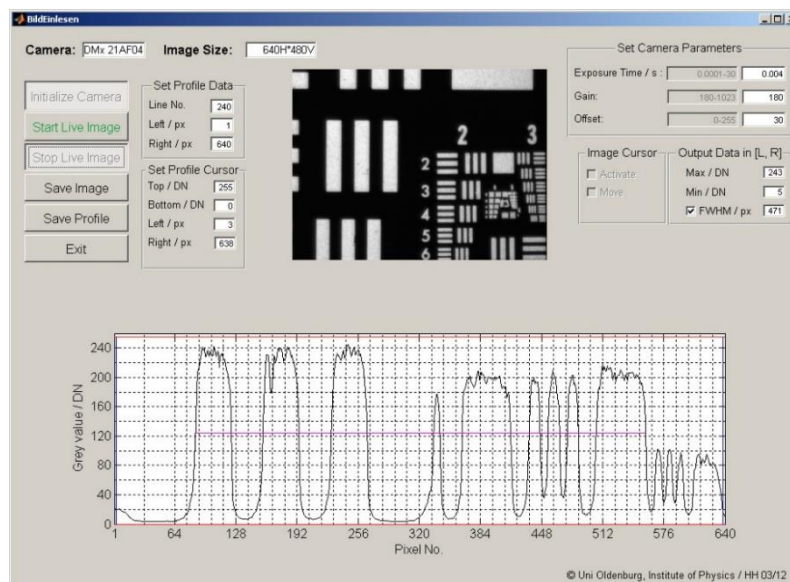 BildEinlesen
Camera: DMx 21AF04 Image Size: 640H*480V
Initialize Camera
Start Live Image
Stop Live Image
Save Image
Save Profile
Exit
Set Profile Data
Line No. 240
Left / px 1
Right / px 640
Set Profile Cursor
Top / DN 255
Bottom / DN 0
Left / px 3
Right / px 638
2 3
2
3
4
5
6
Set Camera Parameters
Exposure Time / s : 0.0001-30 0.004
Gain: 180-1023 180
Offset: 0-255 30
Image Cursor
Activate
Move
Output Data in [L, R]
Max / DN 243
Min / DN 5
FWHM / px 471
Grey value / DN
240
200
160
120
80
40
0
1 64 128 192 256 320 384 448 512 576 640
Pixel No.
© Uni Oldenburg, Institute of Physics / HH 03/12